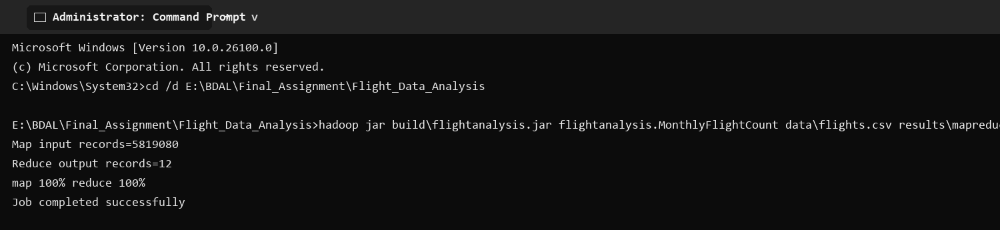 Administrator: Command Prompt v
Microsoft Windows [Version 10.0.26100.0]
(c) Microsoft Corporation. All rights reserved.
C:\Windows\System32>cd /d E:\BDAL\Final_Assignment\Flight_Data_Analysis
E:\BDAL\Final_Assignment\Flight_Data_Analysis>hadoop jar build\flightanalysis.jar flightanalysis.MonthlyFlightCount data\flights.csv results\mapredu
Map input records=5819080
Reduce output records=12
map 100% reduce 100%
Job completed successfully